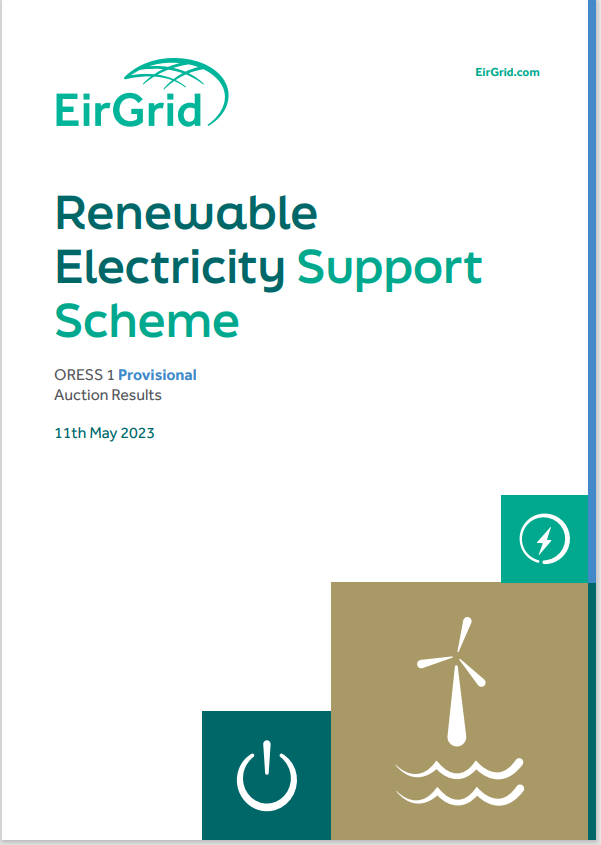 EirGrid
EirGrid.com
Renewable
Electricity Support
Scheme
ORESS 1 Provisional
Auction Results
11th May 2023